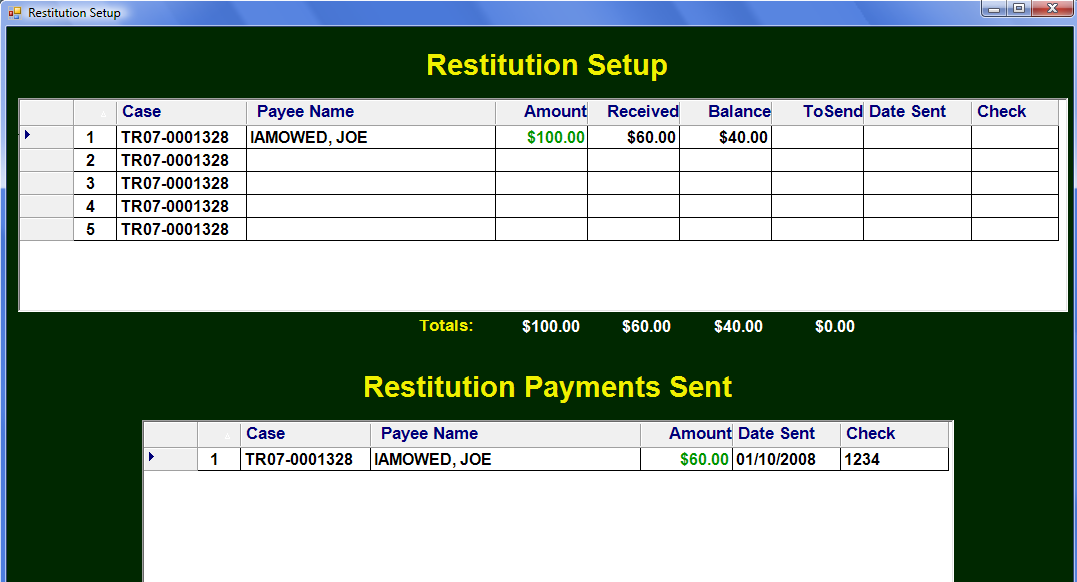 Restitution Setup
Restitution Setup
Case Payee Name Amount Received Balance ToSend Date Sent Check
1 TR07-0001328 IAMOWED, JOE $100.00 $60.00 $40.00
2 TR07-0001328
3 TR07-0001328
4 TR07-0001328
5 TR07-0001328
Totals: $100.00 $60.00 $40.00 $0.00
Restitution Payments Sent
Case Payee Name Amount Date Sent Check
1 TR07-0001328 IAMOWED, JOE $60.00 01/10/2008 1234